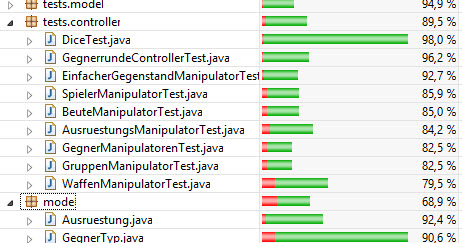 tests.model 94,9 %
tests.controller 89,5 %
DiceTest.java 98,0 %
GegnerrundeControllerTest.java 96,2 %
EinfacherGegenstandManipulatorTest 92,7 %
SpielerManipulatorTest.java 85,9 %
BeuteManipulatorTest.java 85,0 %
AusruestungsManipulatorTest.java 84,2 %
GegnerManipulatorenTest.java 82,5 %
GruppenManipulatorTest.java 82,5 %
WaffenManipulatorTest.java 79,5 %
model 68,9 %
Ausruestung.java 92,4 %
GegnerTyp.java 90,6 %